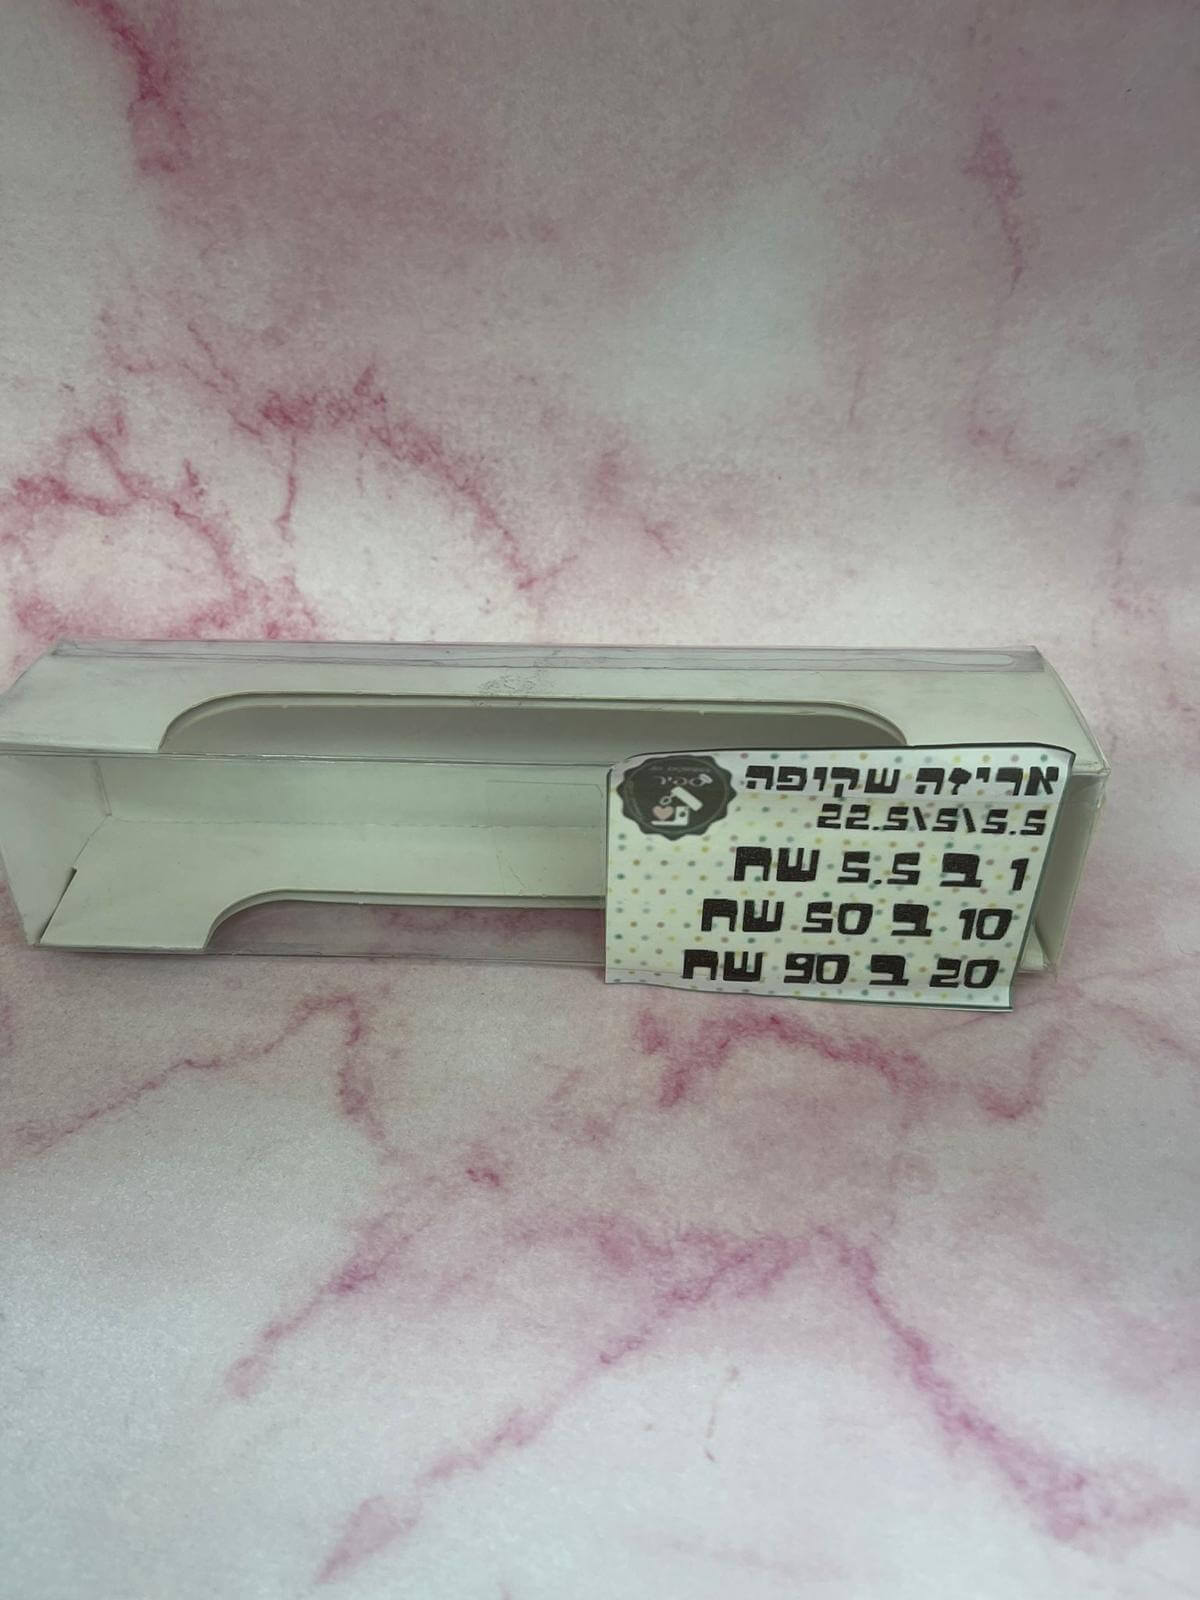 אריזה שקופה
22.5\5\5.5
1 ב 5.5 שח
10 ב 50 שח
20 ב 90 שח